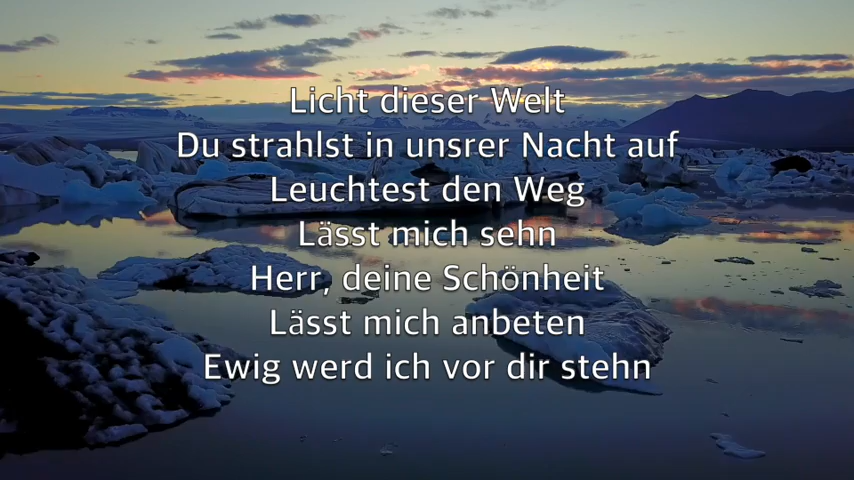 Licht dieser Welt
Du strahlst in unsrer Nacht auf
Leuchtest den Weg
Lässt mich sehn
Herr, deine Schönheit
Lässt mich anbeten
Ewig werd ich vor dir stehn